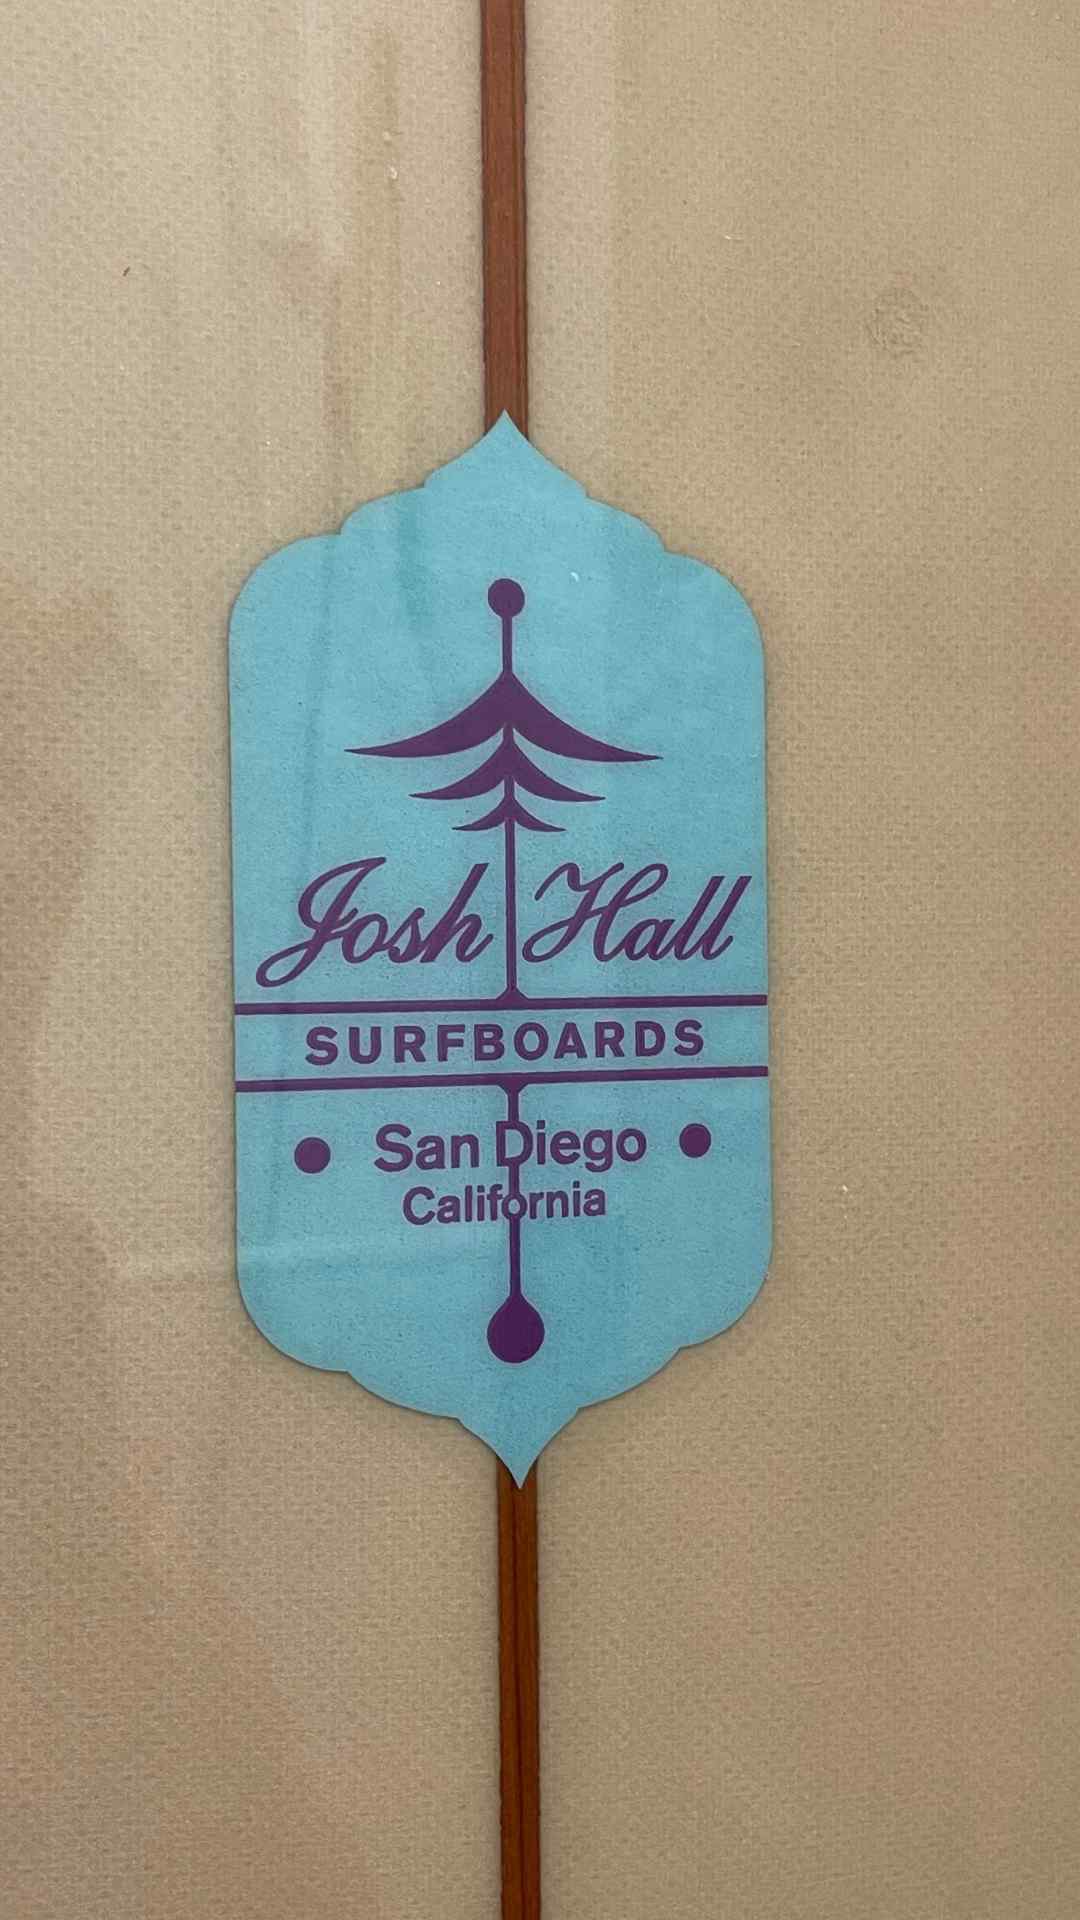 Josh Hall
SURFBOARDS
San Diego
California